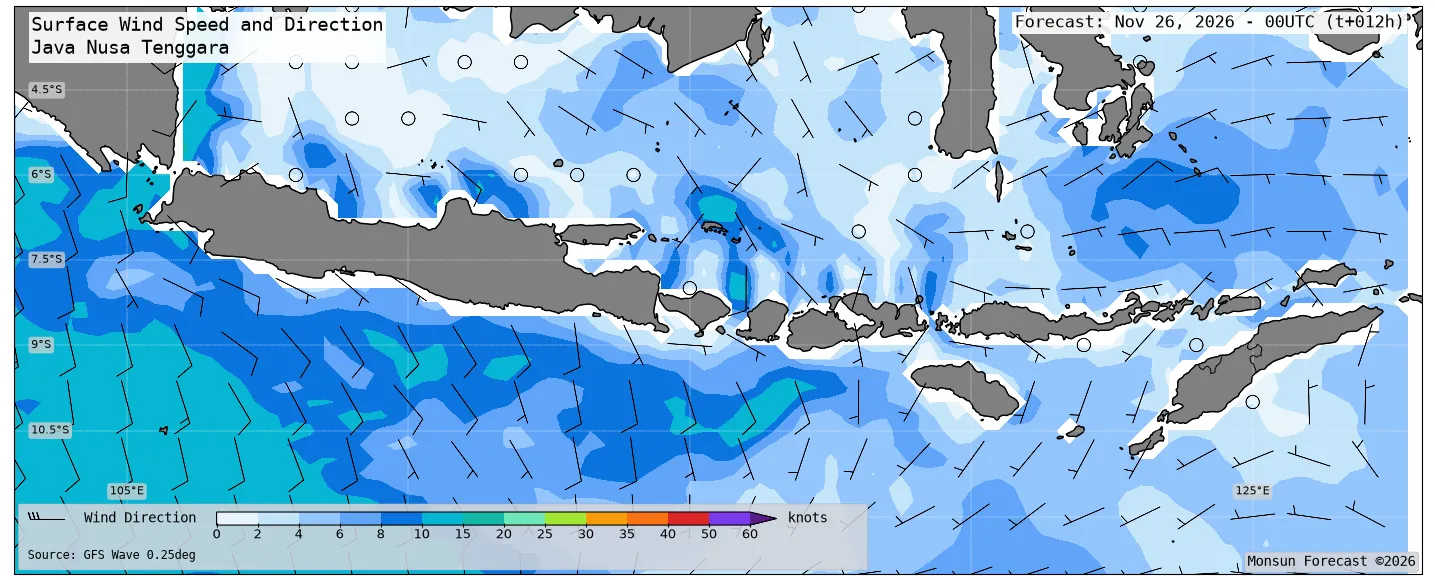 Surface Wind Speed and Direction
Java Nusa Tenggara
Forecast: Nov 26, 2026 - 00UTC (t+012h)
4.5°S
6°S
7.5°S
9°S
10.5°S
105°E
125°E
Wind Direction
0 2 4 6 8 10 15 20 25 30 40 50 60
knots
Source: GFS Wave 0.25deg
Monsun Forecast ©2026